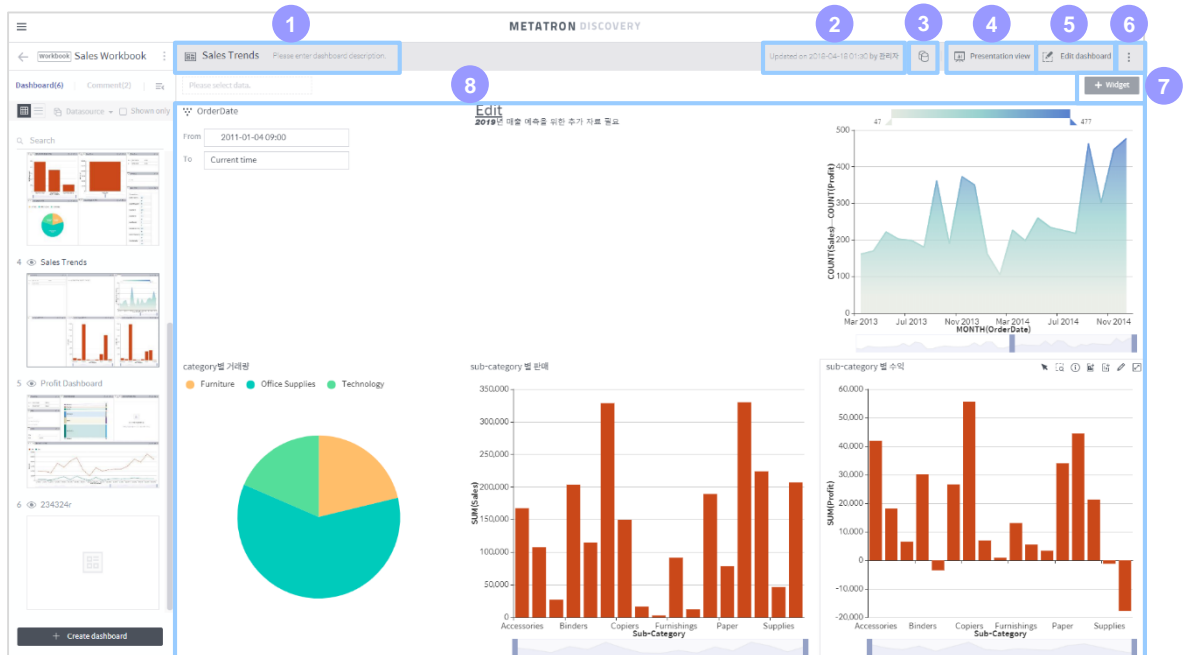 METATRON DISCOVERY
1
2
3
4
5
6
7
8
Workbook Sales Workbook
Sales Trends Please enter dashboard description.
Updated on 2019-04-18 01:30 by 관리자
Presentation view
Edit dashboard
Dashboard(6) Comment(2)
Please select data.
+ Widget
Datasource Shown only
Search
4 Sales Trends
5 Profit Dashboard
6 234324r
+ Create dashboard
OrderDate
From 2011-01-04 09:00
To Current time
Edit
2019년 매출 예측을 위한 추가 자료 필요
47 477
COUNT(Sales)—COUNT(Profit)
500
400
300
200
100
0
Mar 2013 Jul 2013 Nov 2013 Mar 2014 Jul 2014 Nov 2014
MONTH(OrderDate)
category별 거래량
Furniture Office Supplies Technology
sub-category 별 판매
SUM(Sales)
350,000
300,000
250,000
200,000
150,000
100,000
50,000
0
Accessories Binders Copiers Furnishings Paper Supplies
Sub-Category
sub-category 별 수익
SUM(Profit)
60,000
50,000
40,000
30,000
20,000
10,000
0
-10,000
-20,000
Accessories Binders Copiers Furnishings Paper Supplies
Sub-Category